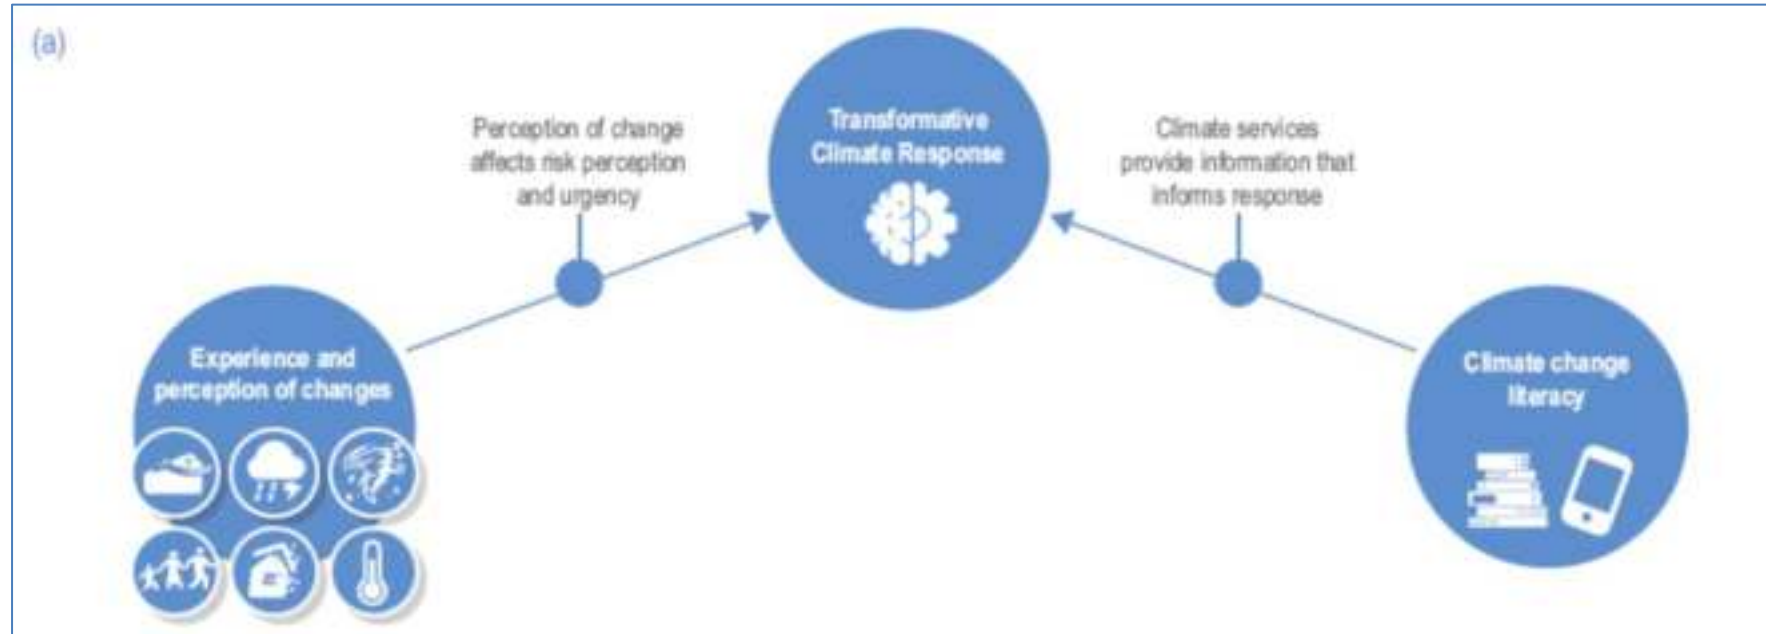 (a)
Perception of change
affects risk perception
and urgency
Transformative
Climate Response
Climate services
provide information that
informs response
Experience and
perception of changes
Climate change
literacy